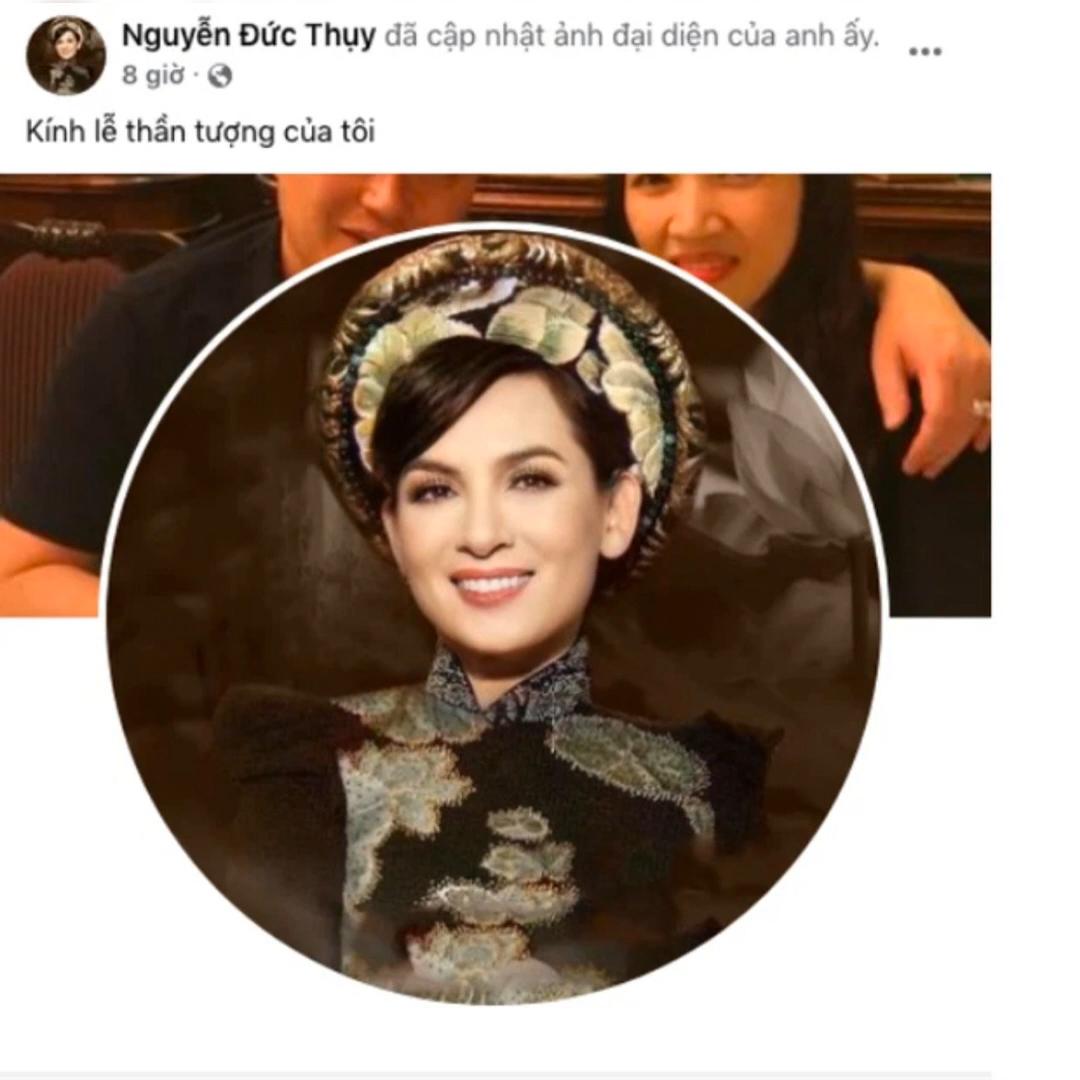 Nguyễn Đức Thụy đã cập nhật ảnh đại diện của anh ấy.
8 giờ ·
Kính lễ thần tượng của tôi